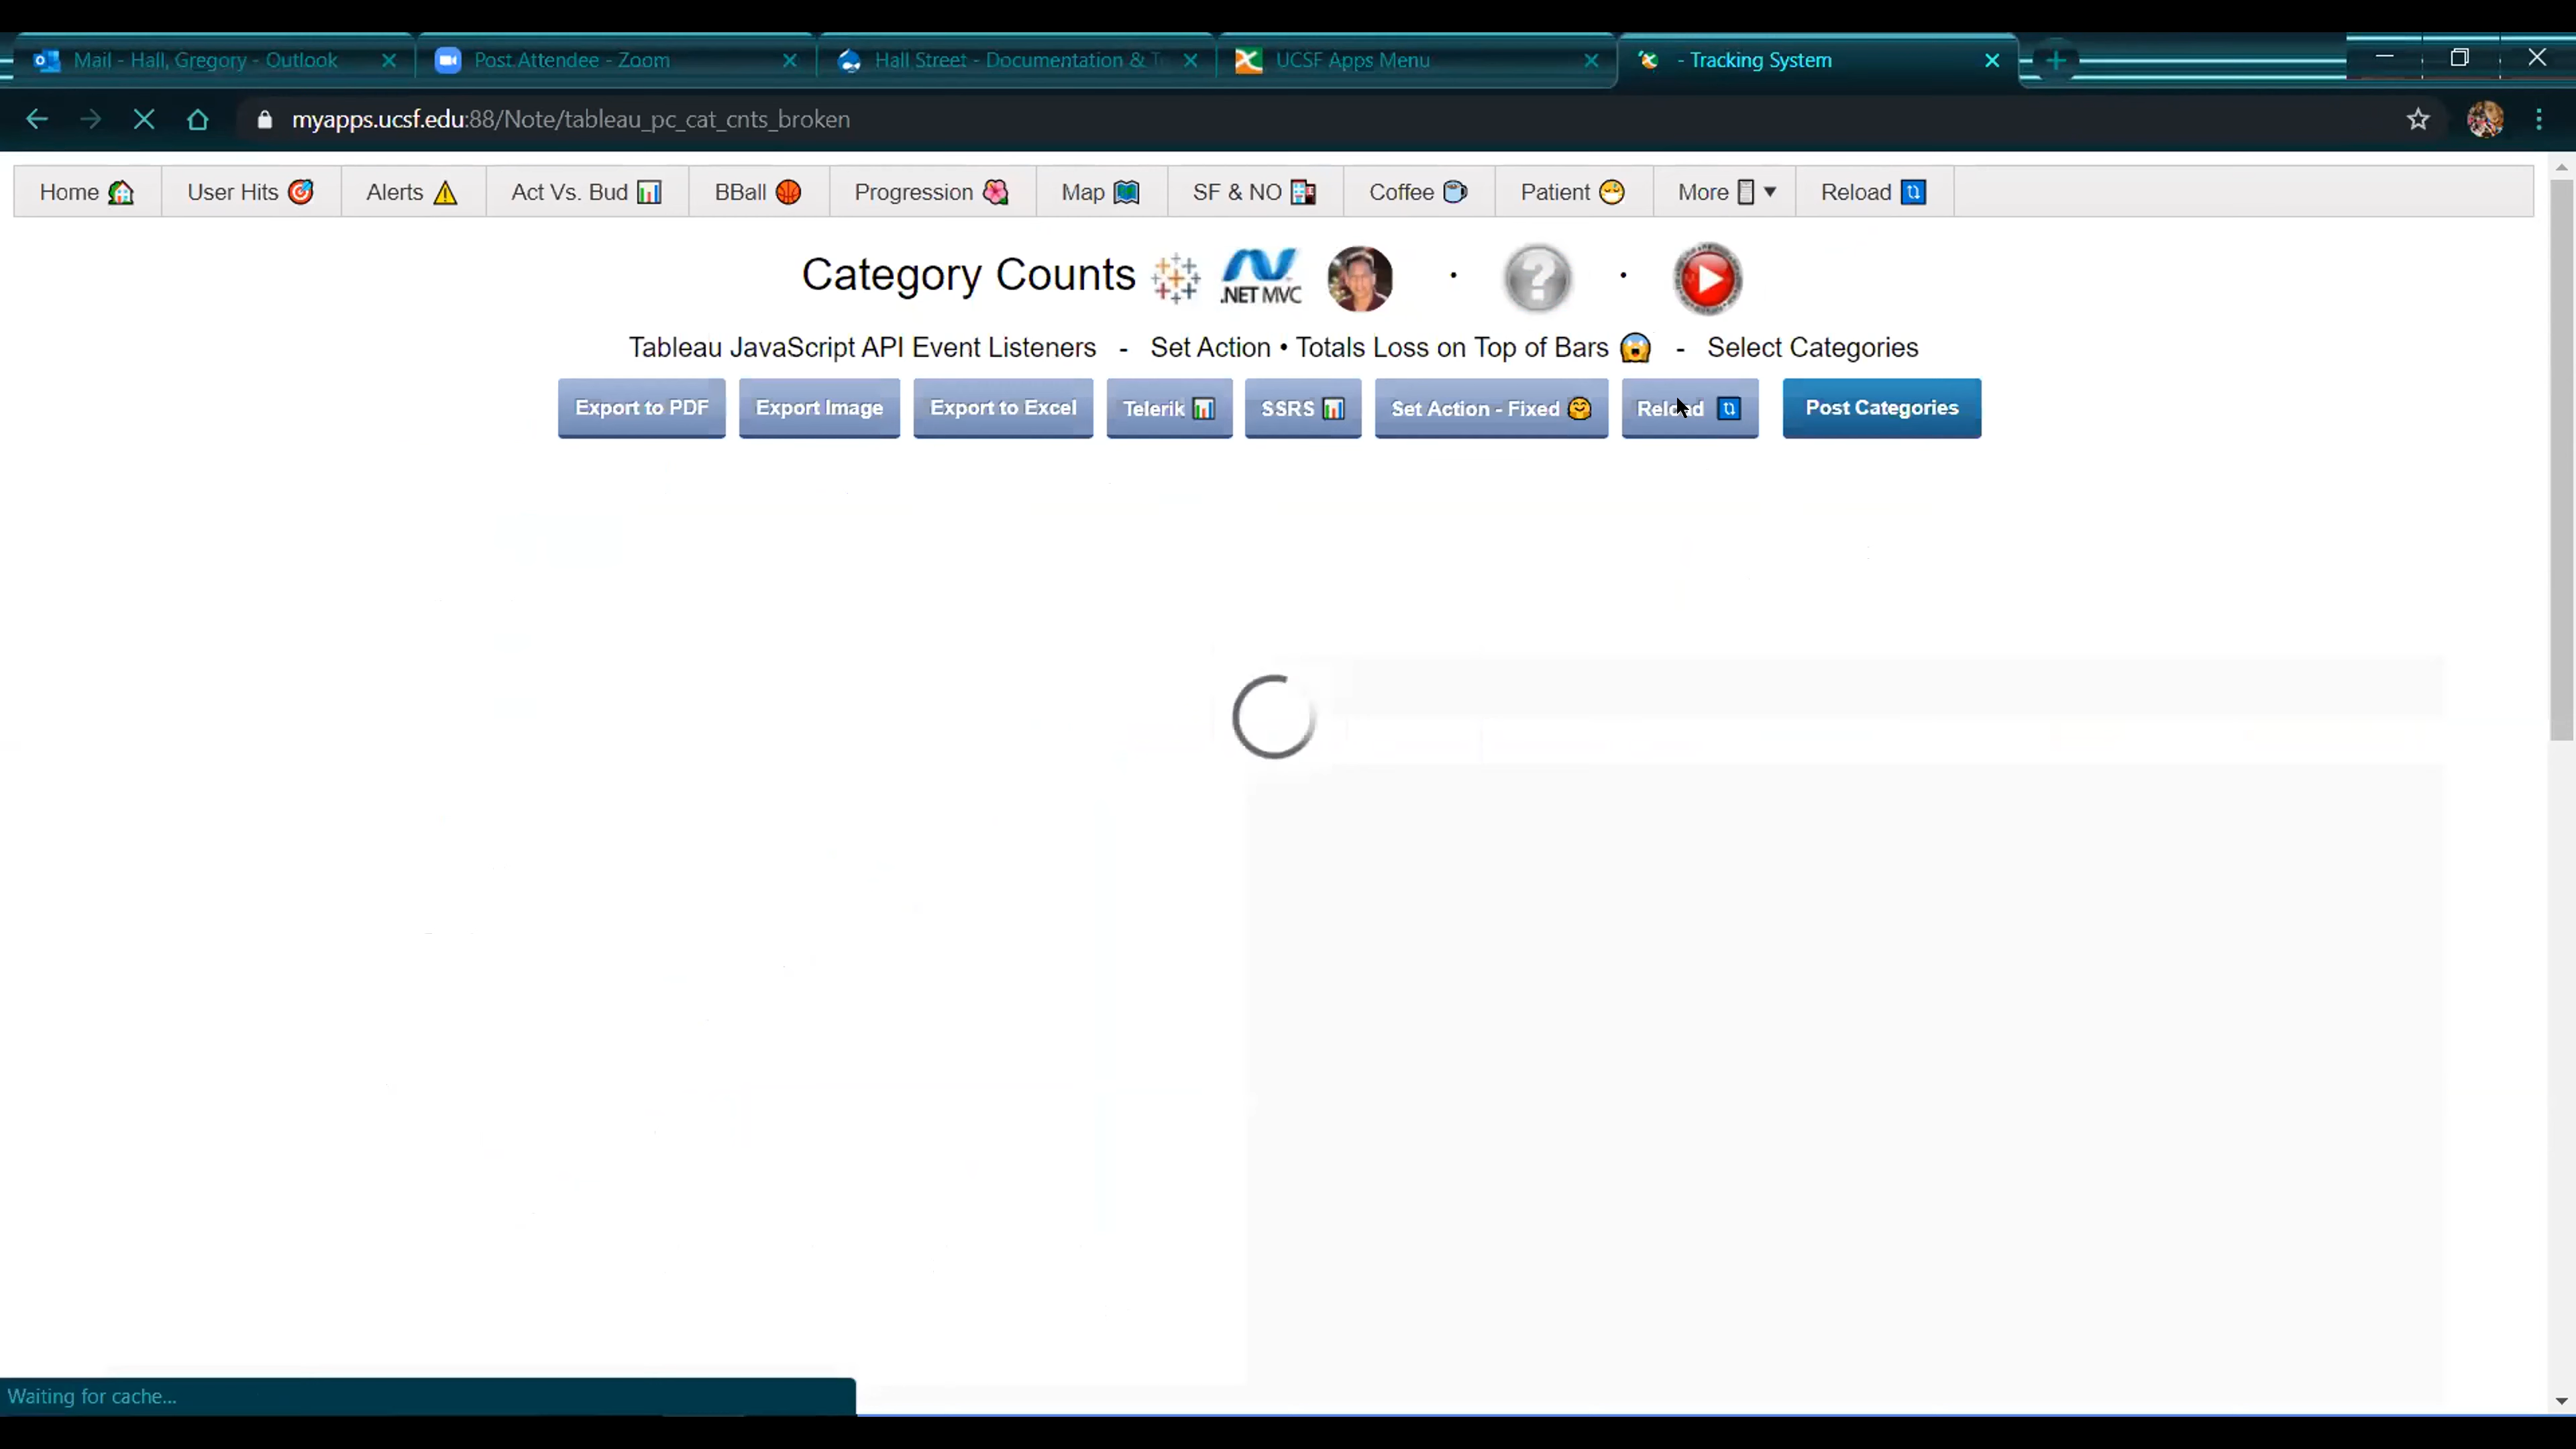 Mail - Hall, Gregory - Outlook
Post Attendee - Zoom
Hall Street - Documentation & T
UCSF Apps Menu
- Tracking System
myapps.ucsf.edu:88/Note/tableau_pc_cat_cnts_broken
Home
User Hits
Alerts
Act Vs. Bud
BBall
Progression
Map
SF & NO
Coffee
Patient
More
Reload
Category Counts
.NET MVC
Tableau JavaScript API Event Listeners - Set Action • Totals Loss on Top of Bars - Select Categories
Export to PDF
Export Image
Export to Excel
Telerik
SSRS
Set Action - Fixed
Reload
Post Categories
Waiting for cache...